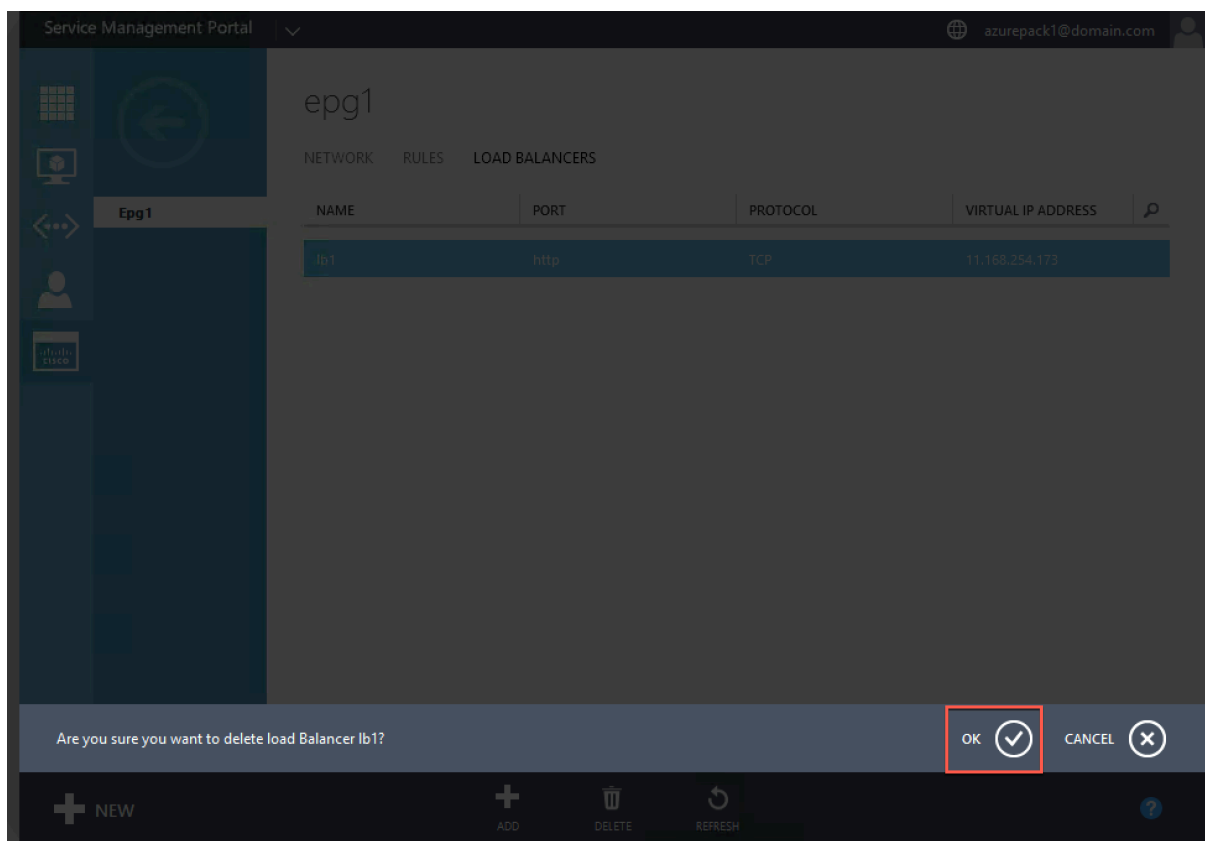 Service Management Portal
azurepack1@domain.com
epg1
NETWORK RULES LOAD BALANCERS
Epg1
NAME PORT PROTOCOL VIRTUAL IP ADDRESS
lb1 http TCP 11.168.254.173
cisco
Are you sure you want to delete load Balancer lb1?
OK CANCEL
NEW
ADD DELETE REFRESH
?